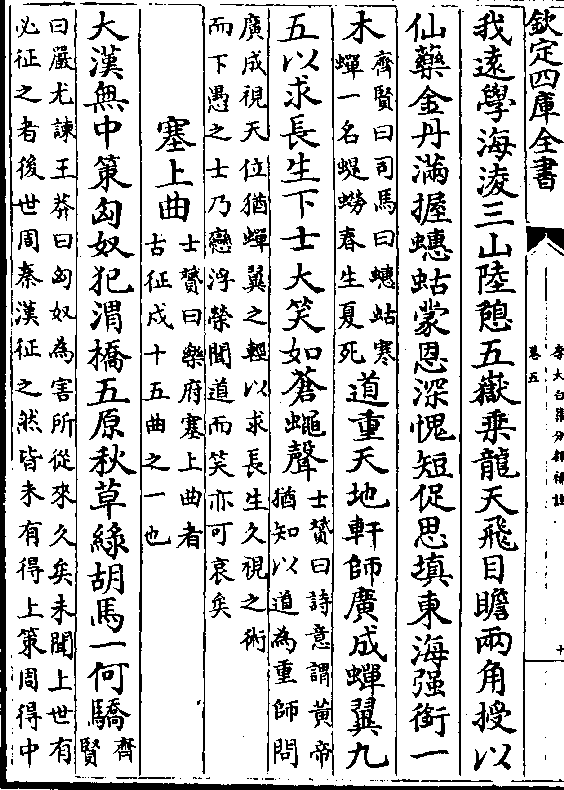 欽定四庫全書
卷五
我遠學海淩三山陸憩五嶽乗龍天飛目瞻兩角授以
仙藥金丹滿握蟪蛄蒙恩深愧短促思填東海强銜一
木
齊賢曰司馬曰蟪蛄寒
蟬一名蝭蟧春生夏死
道重天地軒師廣成蟬翼九
五以求長生下士大笑如蒼蠅聲
士贇曰詩意謂黄帝
猶知以道為重師問
廣成視天位猶蟬翼之輕以求長生久視之術
而下愚之士乃戀浮榮聞道而笑亦可哀矣
塞上曲
士贇曰樂府塞上曲者
古征戍十五曲之一也
大漢無中策匈奴犯渭橋五原秋草緑胡馬一何驕
齊
賢
曰嚴尤諫王莽曰匈奴為害所從來久矣未聞上世有
必征之者後世周秦漢征之然皆未有得上策周得中